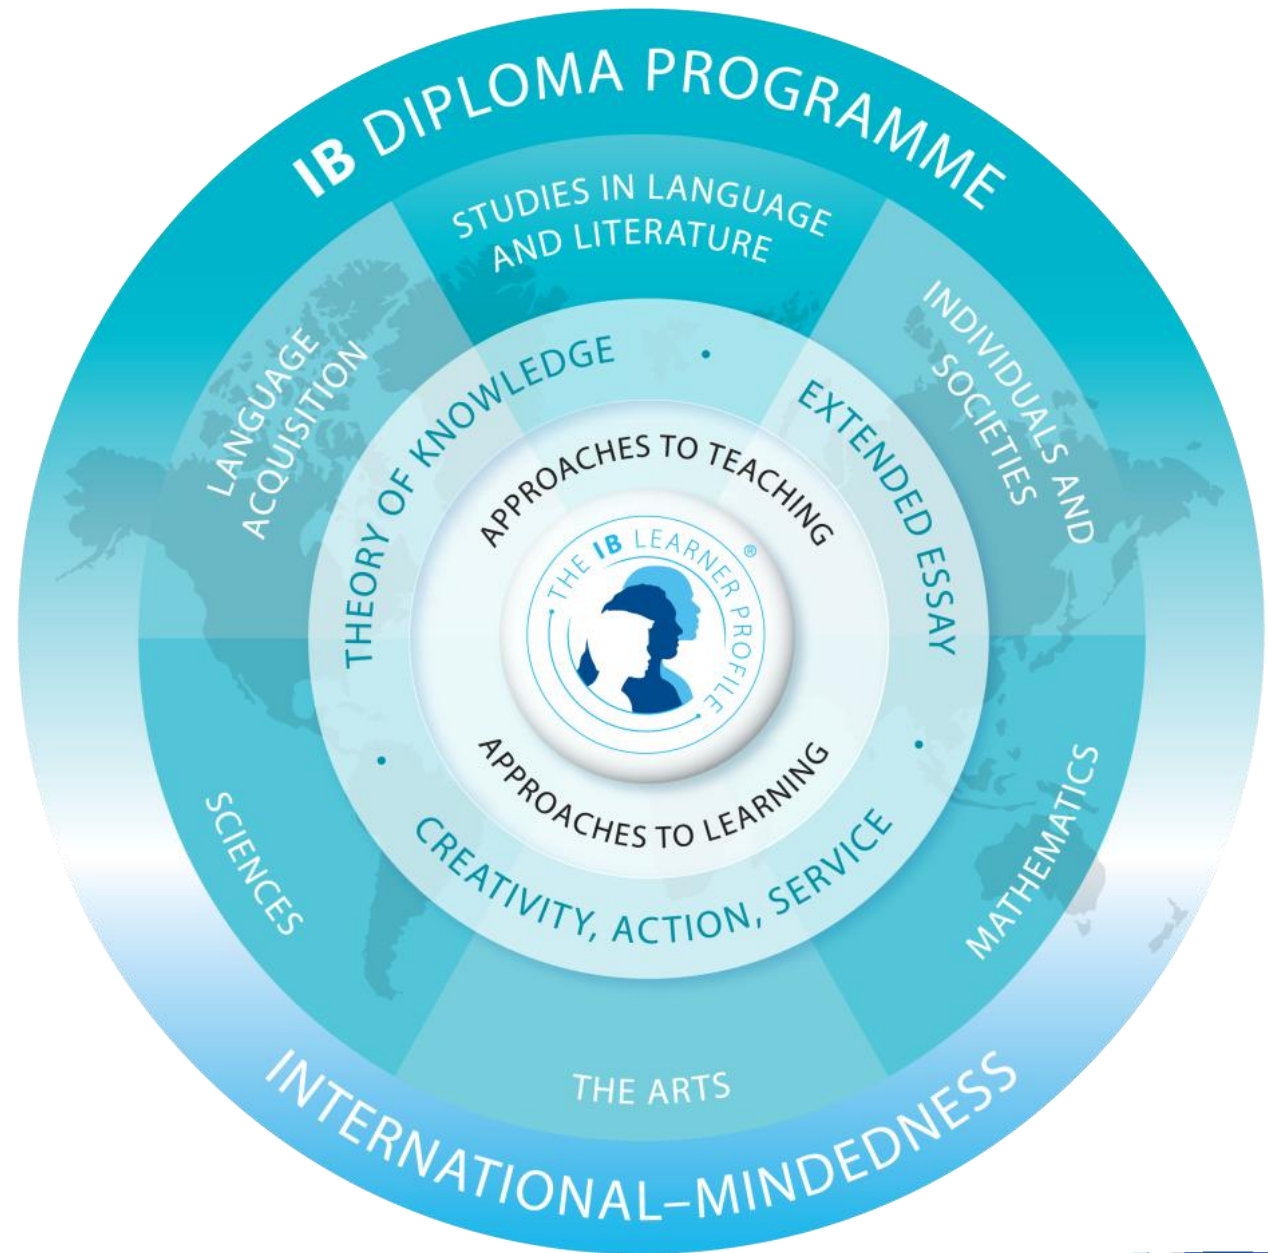 IB DIPLOMA PROGRAMME
STUDIES IN LANGUAGE
AND LITERATURE
LANGUAGE
ACQUISITION
INDIVIDUALS AND
SOCIETIES
THEORY OF KNOWLEDGE
•
EXTENDED ESSAY
APPROACHES TO TEACHING
THE IB LEARNER PROFILE ®
APPROACHES TO LEARNING
•
CREATIVITY, ACTION, SERVICE
•
SCIENCES
MATHEMATICS
THE ARTS
INTERNATIONAL–MINDEDNESS